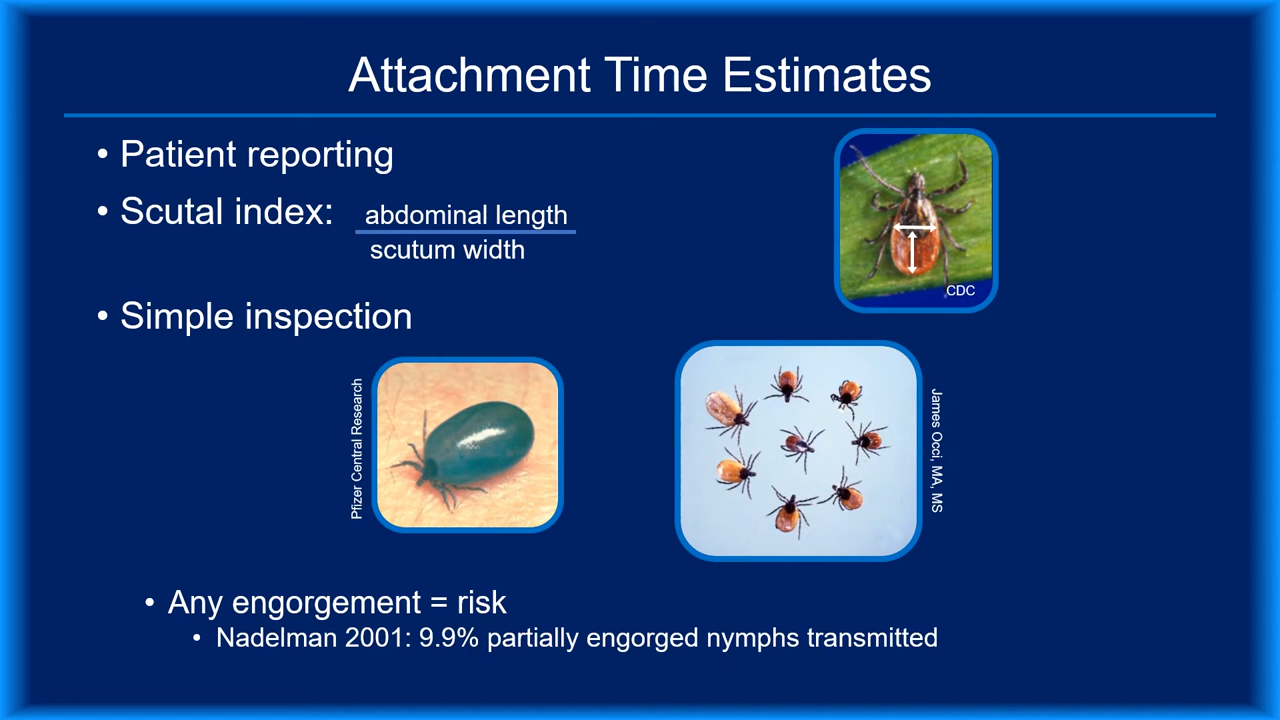 Attachment Time Estimates
• Patient reporting
• Scutal index: abdominal length
scutum width
CDC
• Simple inspection
Pfizer Central Research
James Occi, MA, MS
• Any engorgement = risk
• Nadelman 2001: 9.9% partially engorged nymphs transmitted